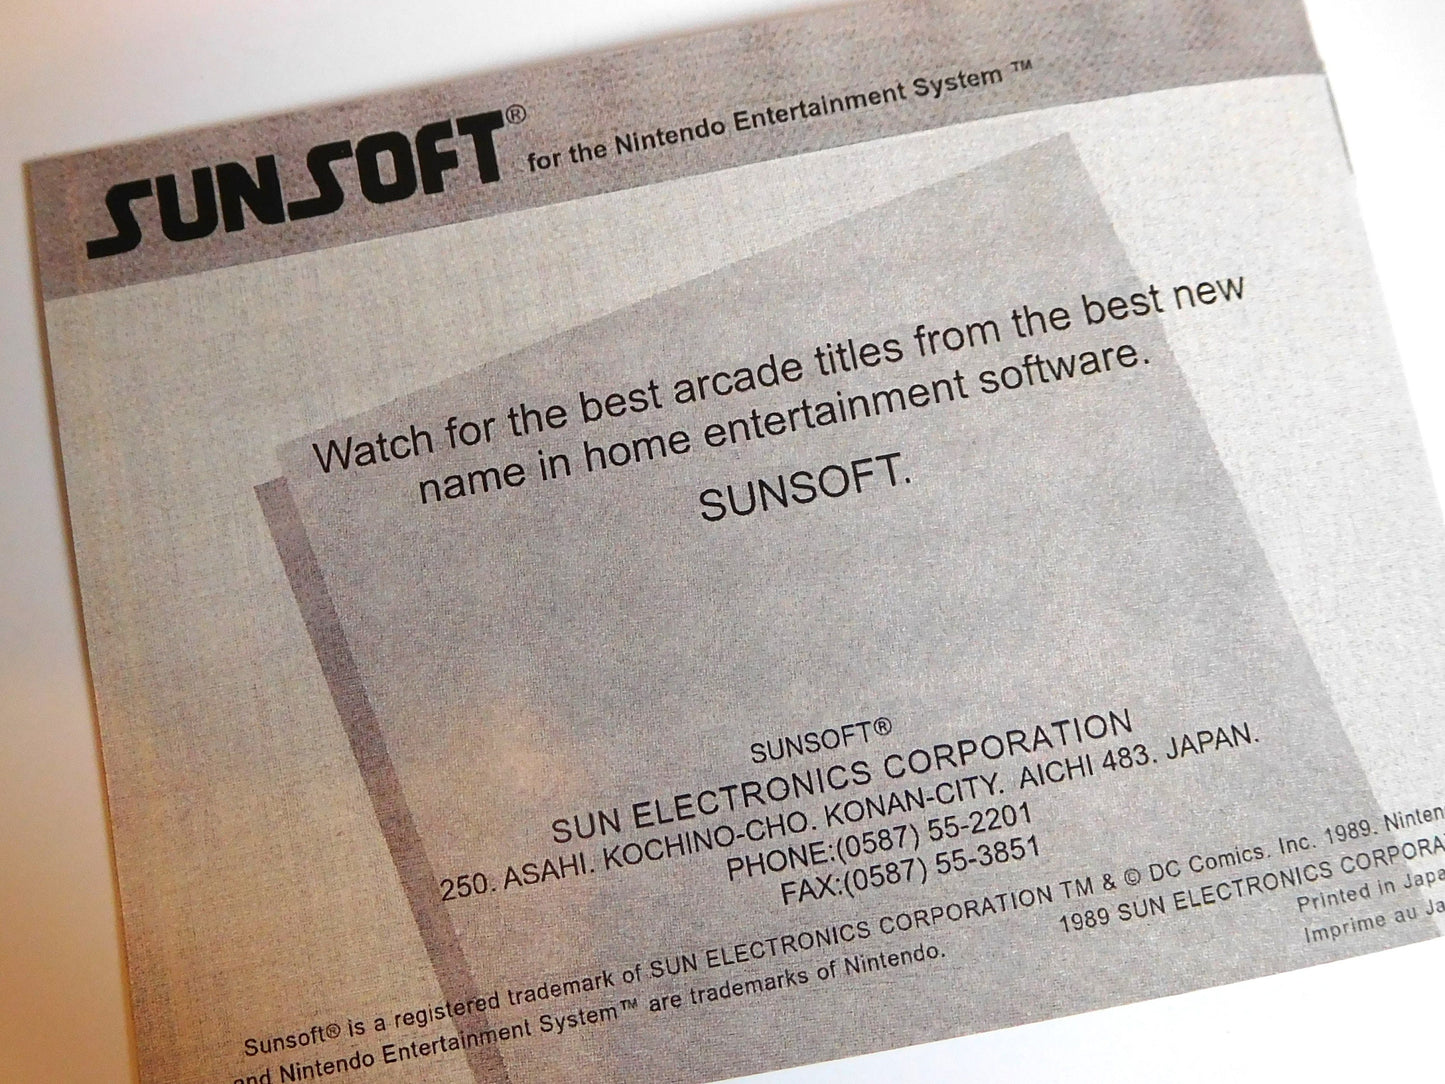 SUNSOFT® for the Nintendo Entertainment System™
Watch for the best arcade titles from the best new
name in home entertainment software.
SUNSOFT.
SUNSOFT®
SUN ELECTRONICS CORPORATION
250. ASAHI. KOCHINO-CHO. KONAN-CITY. AICHI 483. JAPAN.
PHONE:(0587) 55-2201
FAX:(0587) 55-3851
Sunsoft® is a registered trademark of SUN ELECTRONICS CORPORATION TM & © DC Comics. Inc. 1989.
and Nintendo Entertainment System™ are trademarks of Nintendo.
1989 SUN ELECTRONICS
Printed in
Imprime au